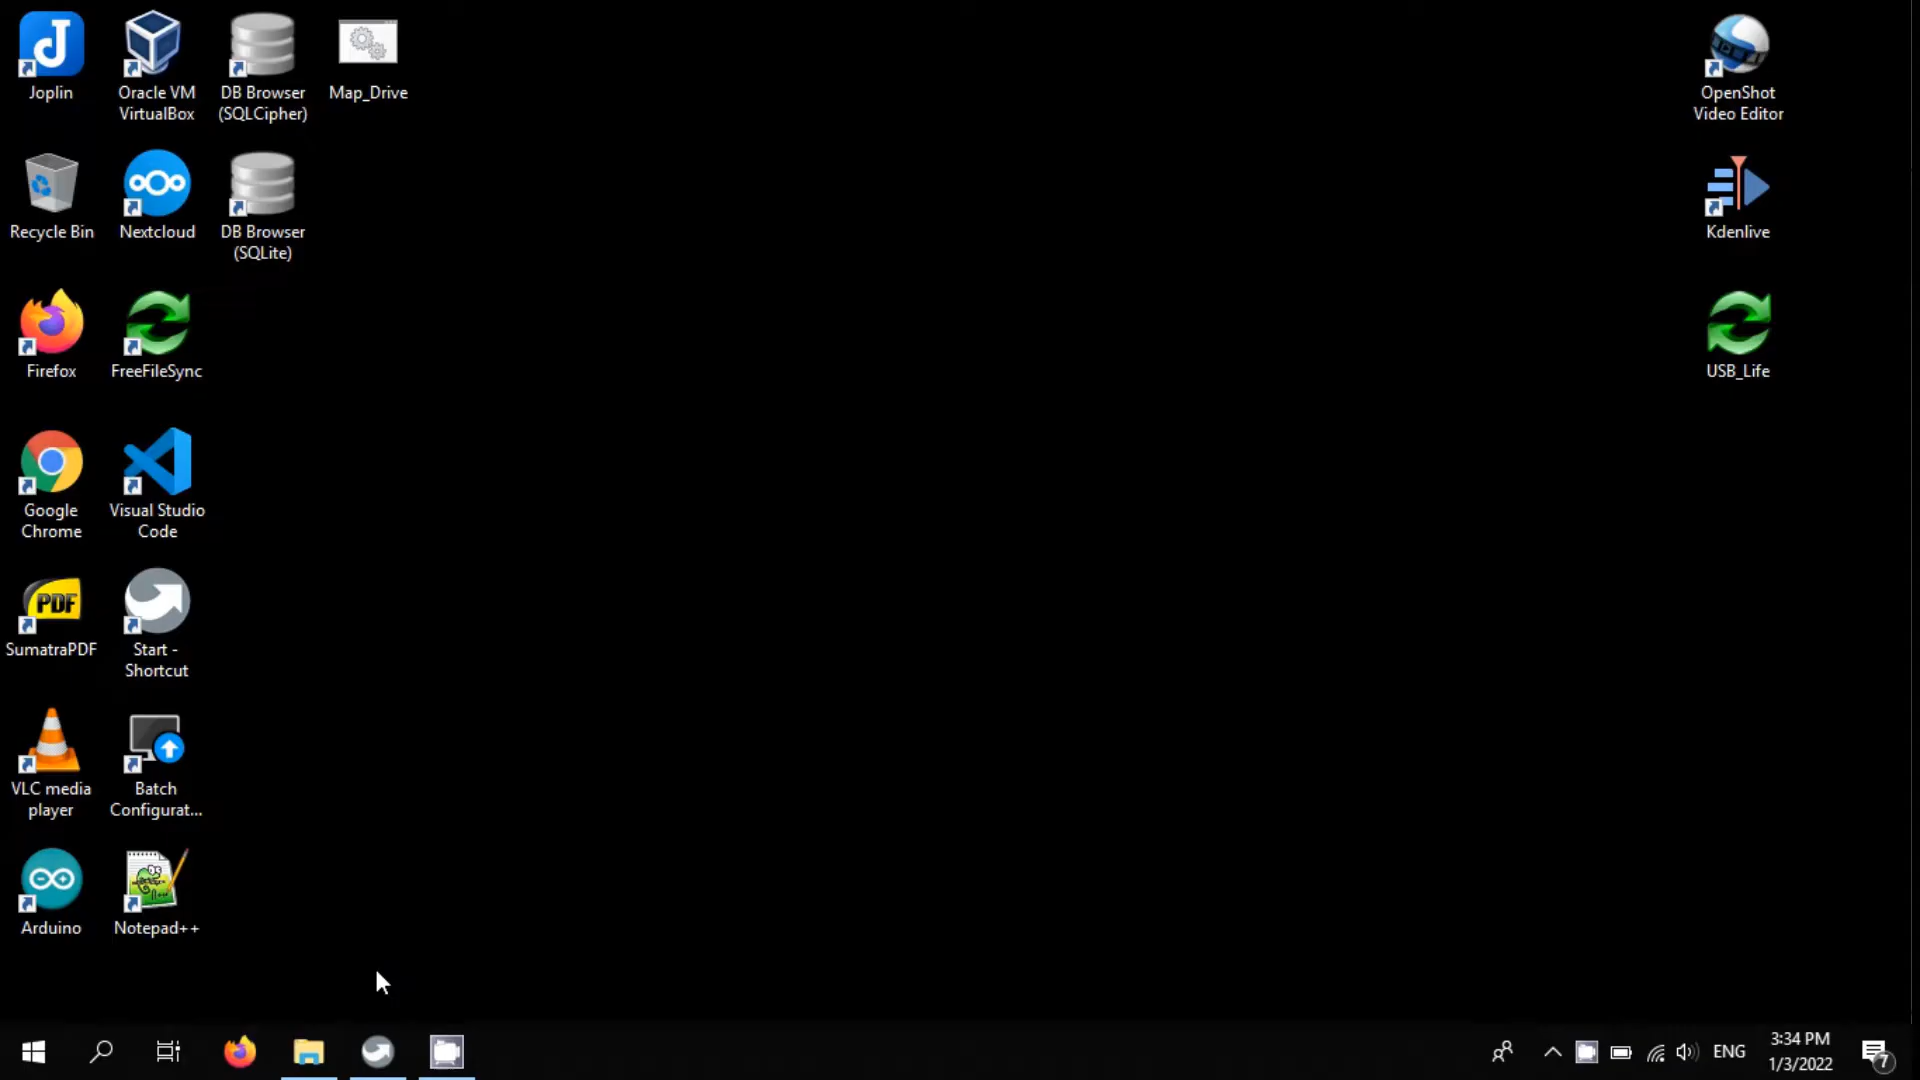 Joplin
Oracle VM
VirtualBox
DB Browser
(SQLCipher)
Map_Drive
OpenShot
Video Editor
Recycle Bin
Nextcloud
DB Browser
(SQLite)
Kdenlive
Firefox
FreeFileSync
USB_Life
Google
Chrome
Visual Studio
Code
PDF
SumatraPDF
Start -
Shortcut
VLC media
player
Batch
Configurat...
Arduino
Notepad++
ENG
3:34 PM
1/3/2022
7